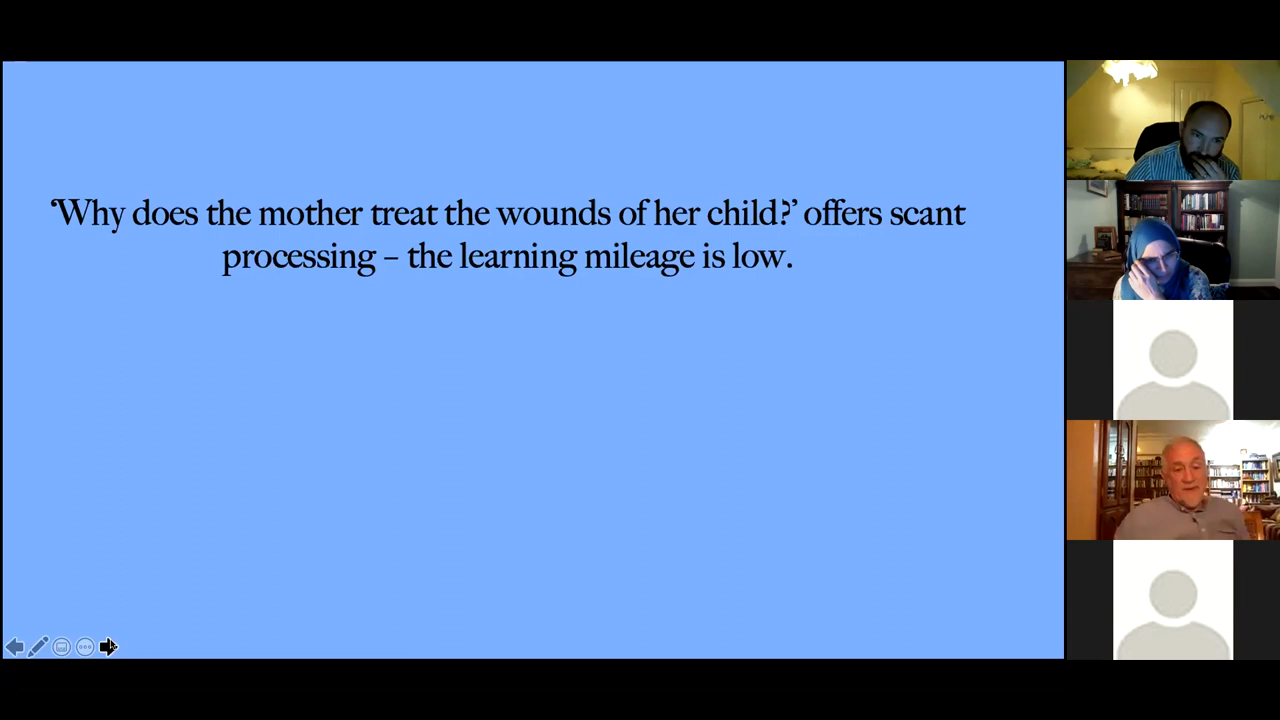 ‘Why does the mother treat the wounds of her child?’ offers scant
processing – the learning mileage is low.